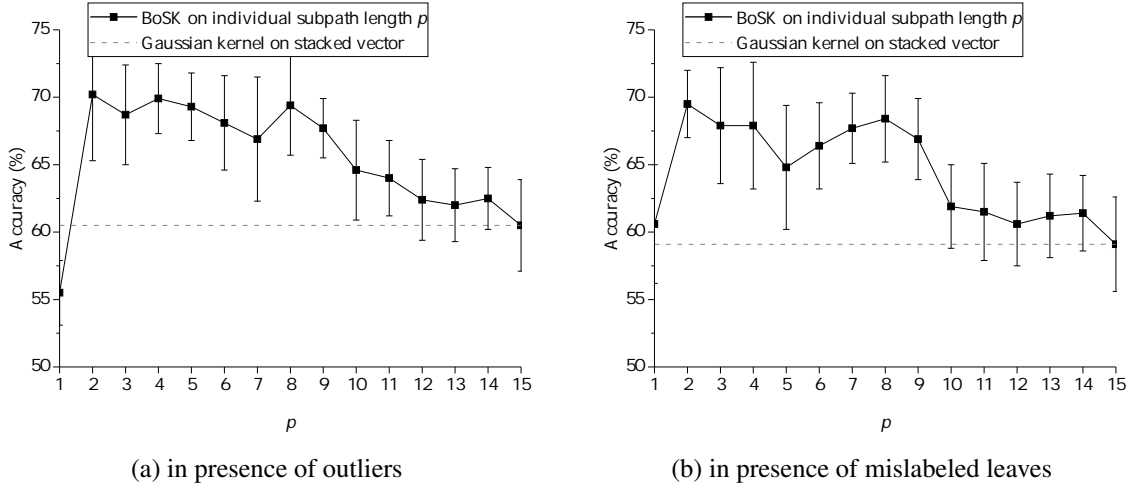 BoSK on individual subpath length p
Gaussian kernel on stacked vector
75
70
65
60
55
50
Accuracy (%)
1 2 3 4 5 6 7 8 9 10 11 12 13 14 15
p
(a) in presence of outliers
BoSK on individual subpath length p
Gaussian kernel on stacked vector
75
70
65
60
55
50
Accuracy (%)
1 2 3 4 5 6 7 8 9 10 11 12 13 14 15
p
(b) in presence of mislabeled leaves